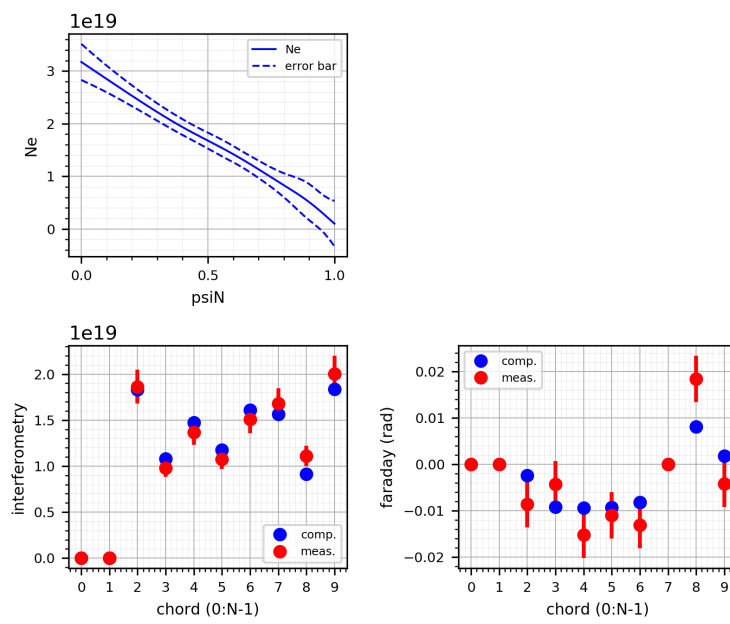 1e19
Ne
error bar
Ne
3
2
1
0
0.0 0.5 1.0
psiN
1e19
interferometry
2.0
1.5
1.0
0.5
0.0
comp.
meas.
0 1 2 3 4 5 6 7 8 9
chord (0:N-1)
comp.
meas.
faraday (rad)
0.02
0.01
0.00
−0.01
−0.02
0 1 2 3 4 5 6 7 8 9
chord (0:N-1)